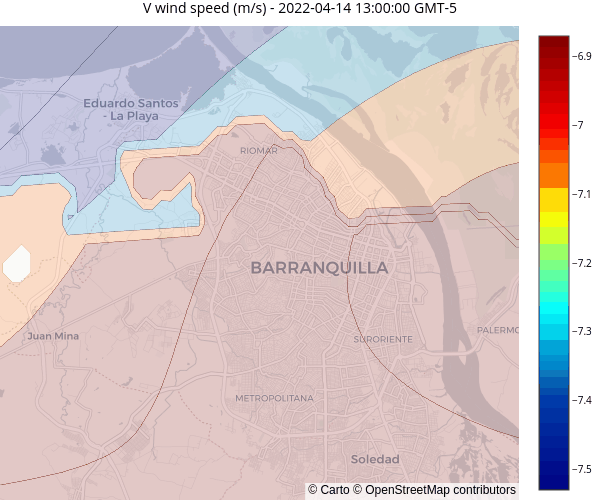 V wind speed (m/s) - 2022-04-14 13:00:00 GMT-5
−6.9
−7
−7.1
−7.2
−7.3
−7.4
−7.5
Eduardo Santos
- La Playa
RIOMAR
BARRANQUILLA
Juan Mina
SURORIENTE
PALERMO
METROPOLITANA
Soledad
© Carto © OpenStreetMap contributors